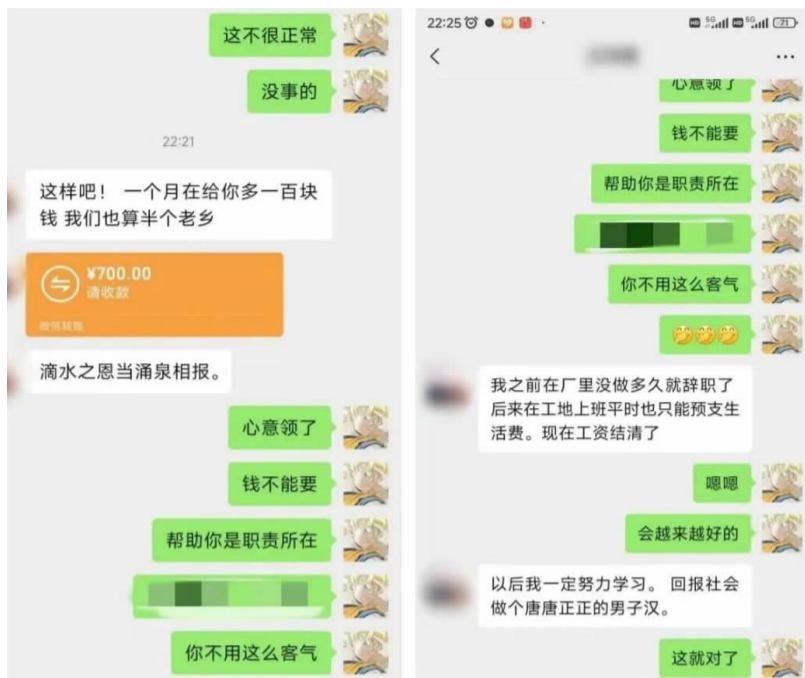 这不很正常
没事的
22:21
这样吧！ 一个月在给你多一百块
钱 我们也算半个老乡
¥700.00
请收款
微信转账
滴水之恩当涌泉相报。
心意领了
钱不能要
帮助你是职责所在
你不用这么客气
22:25
5G
5G
71
心意领了
钱不能要
帮助你是职责所在
你不用这么客气
我之前在厂里没做多久就辞职了
后来在工地上班平时也只能预支生
活费。现在工资结清了
嗯嗯
会越来越好的
以后我一定努力学习。 回报社会
做个唐唐正正的男子汉。
这就对了